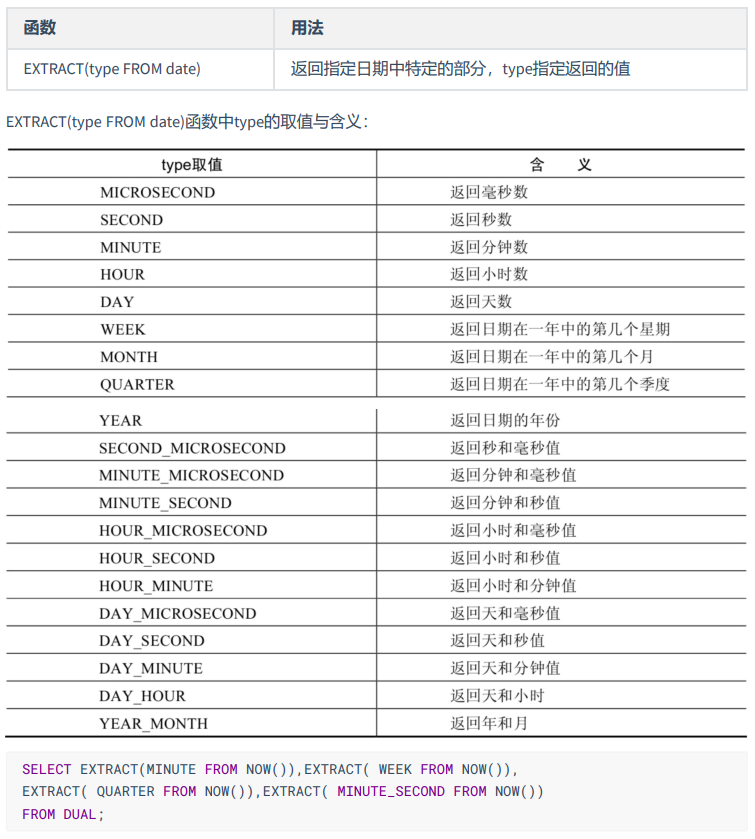 函数 用法
EXTRACT(type FROM date) 返回指定日期中特定的部分，type指定返回的值
EXTRACT(type FROM date)函数中type的取值与含义：
type取值 含 义
MICROSECOND 返回毫秒数
SECOND 返回秒数
MINUTE 返回分钟数
HOUR 返回小时数
DAY 返回天数
WEEK 返回日期在一年中的第几个星期
MONTH 返回日期在一年中的第几个月
QUARTER 返回日期在一年中的第几个季度
YEAR 返回日期的年份
SECOND_MICROSECOND 返回秒和毫秒值
MINUTE_MICROSECOND 返回分钟和毫秒值
MINUTE_SECOND 返回分钟和秒值
HOUR_MICROSECOND 返回小时和毫秒值
HOUR_SECOND 返回小时和秒值
HOUR_MINUTE 返回小时和分钟值
DAY_MICROSECOND 返回天和毫秒值
DAY_SECOND 返回天和秒值
DAY_MINUTE 返回天和分钟值
DAY_HOUR 返回天和小时
YEAR_MONTH 返回年和月
SELECT EXTRACT(MINUTE FROM NOW()),EXTRACT( WEEK FROM NOW()),
EXTRACT( QUARTER FROM NOW()),EXTRACT( MINUTE_SECOND FROM NOW())
FROM DUAL;